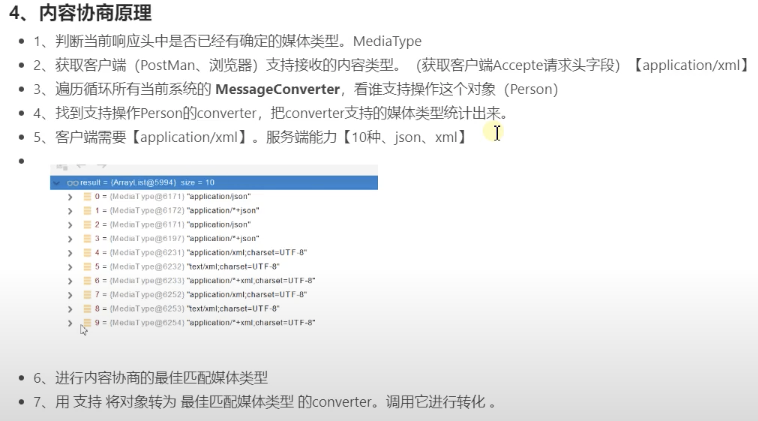 4、内容协商原理
1、判断当前响应头中是否已经有确定的媒体类型。MediaType
2、获取客户端（PostMan、浏览器）支持接收的内容类型。（获取客户端Accepte请求头字段）【application/xml】
3、遍历循环所有当前系统的 MessageConverter，看谁支持操作这个对象（Person）
4、找到支持操作Person的converter，把converter支持的媒体类型统计出来。
5、客户端需要【application/xml】。服务端能力【10种、json、xml】
result = {ArrayList@5994} size = 10
0 = {MediaType@6171} "application/json"
1 = {MediaType@6172} "application/*+json"
2 = {MediaType@6171} "application/json"
3 = {MediaType@6197} "application/*+json"
4 = {MediaType@6231} "application/xml;charset=UTF-8"
5 = {MediaType@6232} "text/xml;charset=UTF-8"
6 = {MediaType@6233} "application/*+xml;charset=UTF-8"
7 = {MediaType@6252} "application/xml;charset=UTF-8"
8 = {MediaType@6253} "text/xml;charset=UTF-8"
9 = {MediaType@6254} "application/*+xml;charset=UTF-8"
6、进行内容协商的最佳匹配媒体类型
7、用 支持 将对象转为 最佳匹配媒体类型 的converter。调用它进行转化 。